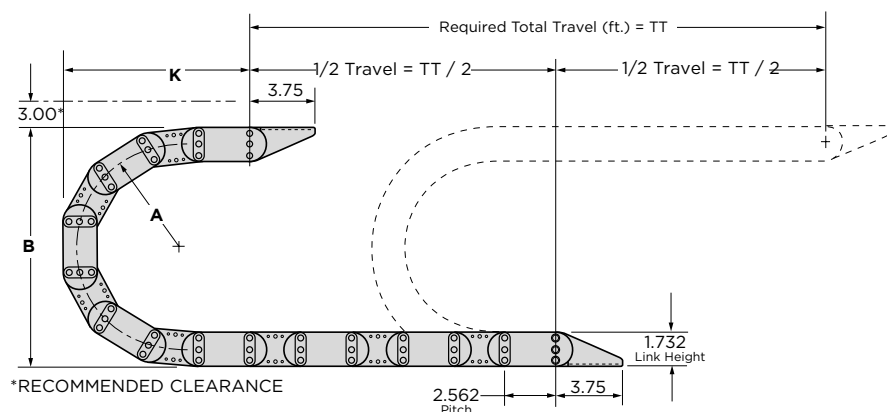 Required Total Travel (ft.) = TT
K
1/2 Travel = TT / 2
1/2 Travel = TT / 2
3.75
3.00*
A
B
1.732
Link Height
*RECOMMENDED CLEARANCE
2.562
Pitch
3.75